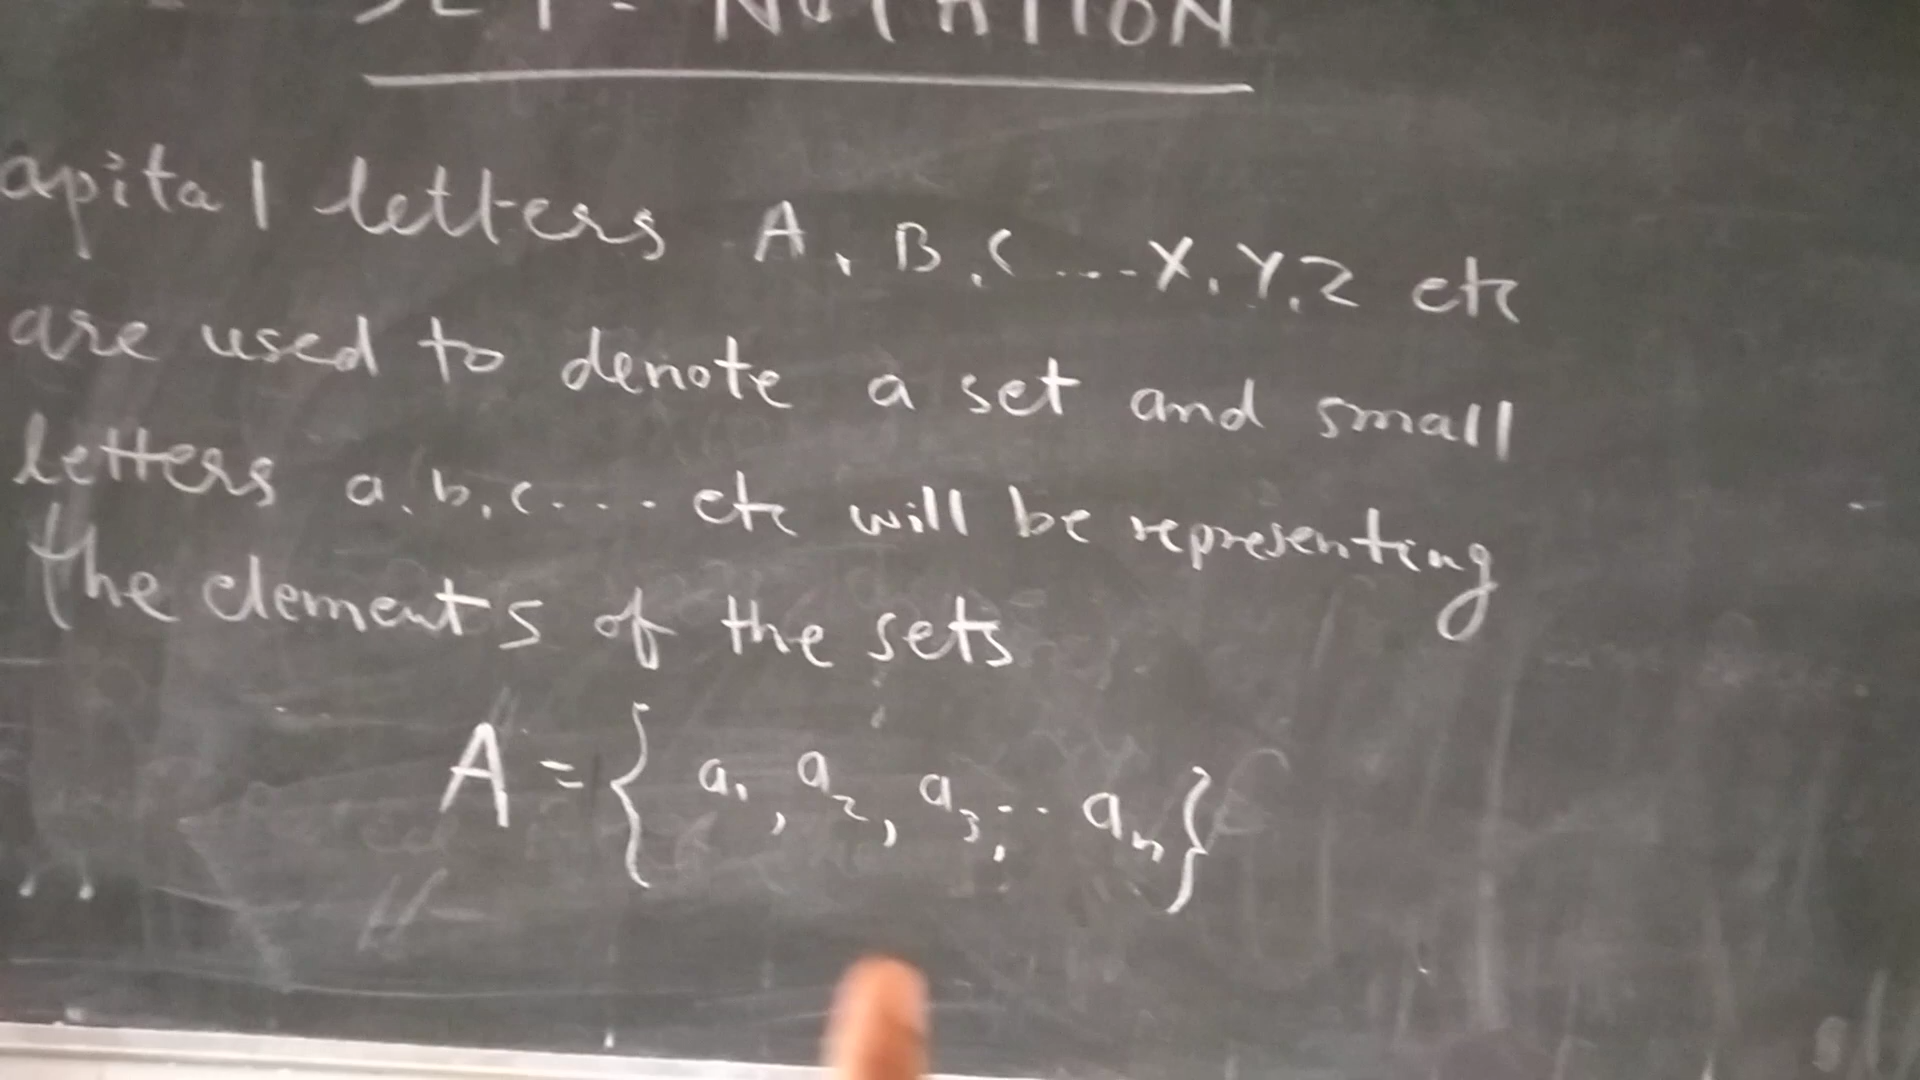 SET - NOTATION
apital letters A, B, C ... X, Y, Z etc
are used to denote a set and small
letters a, b, c ... etc will be representing
the elements of the sets
A = { a₁, a₂, a₃, .. aₙ }